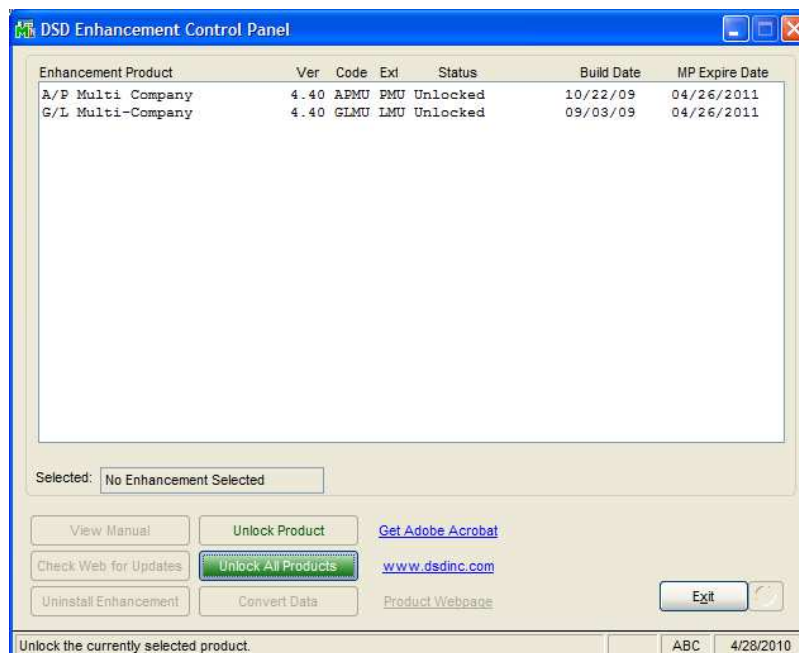 DSD Enhancement Control Panel
Enhancement Product Ver Code Ext Status Build Date MP Expire Date
A/P Multi Company 4.40 APMU PMU Unlocked 10/22/09 04/26/2011
G/L Multi-Company 4.40 GLMU LMU Unlocked 09/03/09 04/26/2011
Selected: No Enhancement Selected
View Manual Unlock Product Get Adobe Acrobat
Check Web for Updates Unlock All Products www.dsdinc.com
Uninstall Enhancement Convert Data Product Webpage Exit
Unlock the currently selected product. ABC 4/28/2010